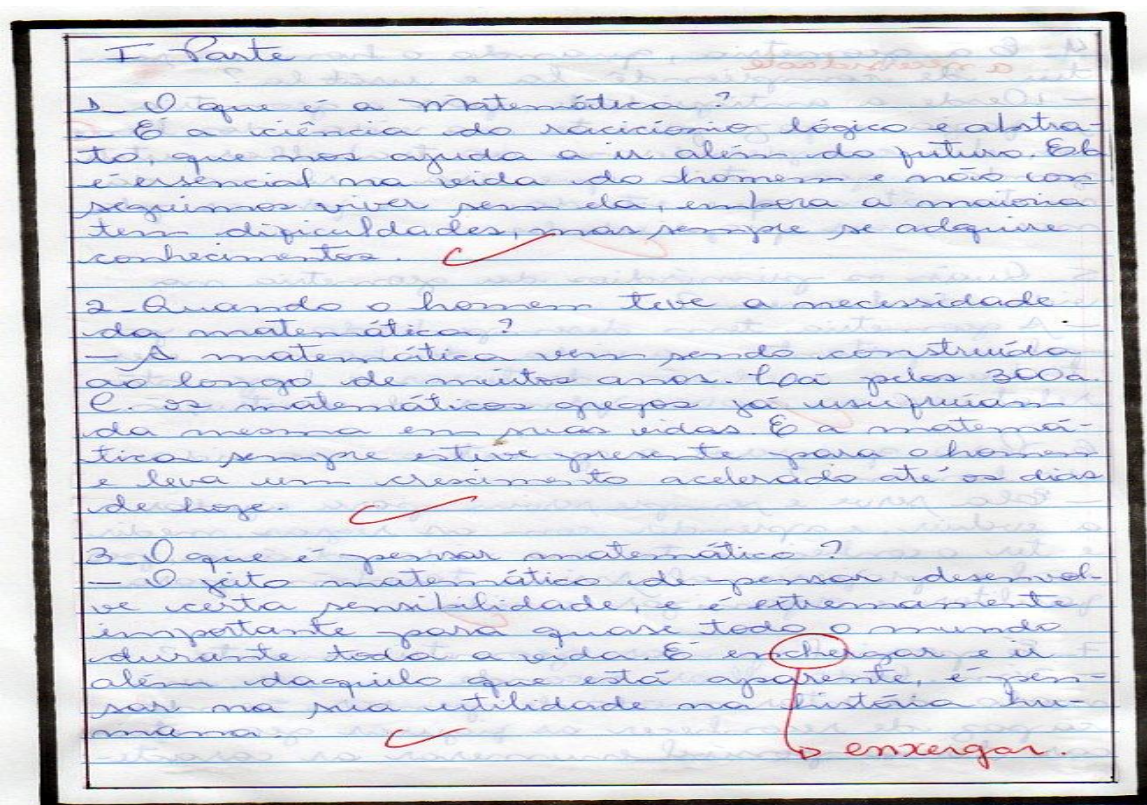 I Parte
1- O que é a matemática?
- É a ciência do raciciomio lógico e abstra-
to, que nos ajuda a ir além do futuro. Ela
é essencial na vida do homem e não con
seguimos viver sem ela, embora a maioria
tem dificuldades, mas sempre se adquire
conhecimentos.
2- Quando o homem teve a necessidade
da matemática?
- A matemática vem sendo construída
ao longo de muitos anos. Lá pelos 300a.
C. os matemáticos gregos já usufruíam
da mesma em suas vidas. E a matemá-
tica sempre esteve presente para o homem
e leva um crescimento acelerado até os dias
de hoje.
3- O que é pensar matemático?
- O jeito matemático de pensar desenvol-
ve certa sensibilidade, e é extremamente
importante para quase todo o mundo
durante toda a vida. É enchergar e ir
além daquilo que está aparente, é pen-
sar na sua utilidade na história hu-
mana.
enxergar.